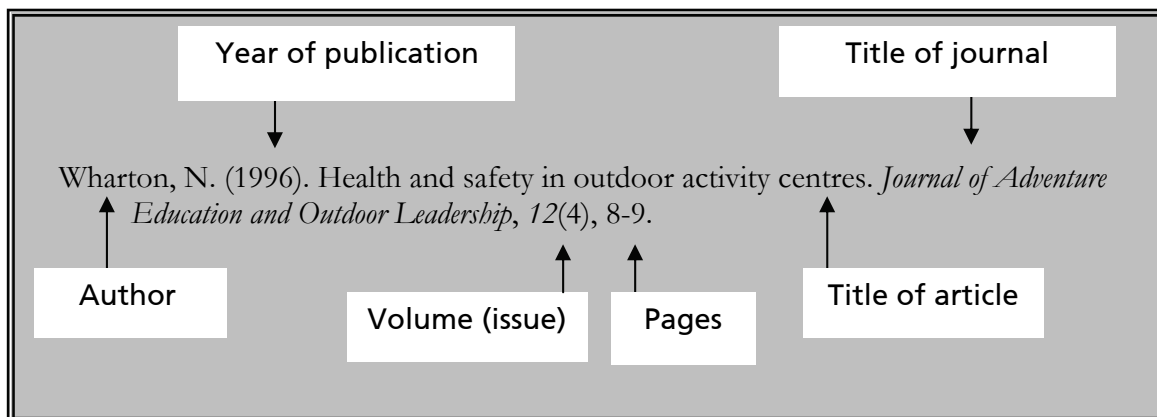 Year of publication
Title of journal
Wharton, N. (1996). Health and safety in outdoor activity centres. Journal of Adventure
Education and Outdoor Leadership, 12(4), 8-9.
Author
Volume (issue)
Pages
Title of article